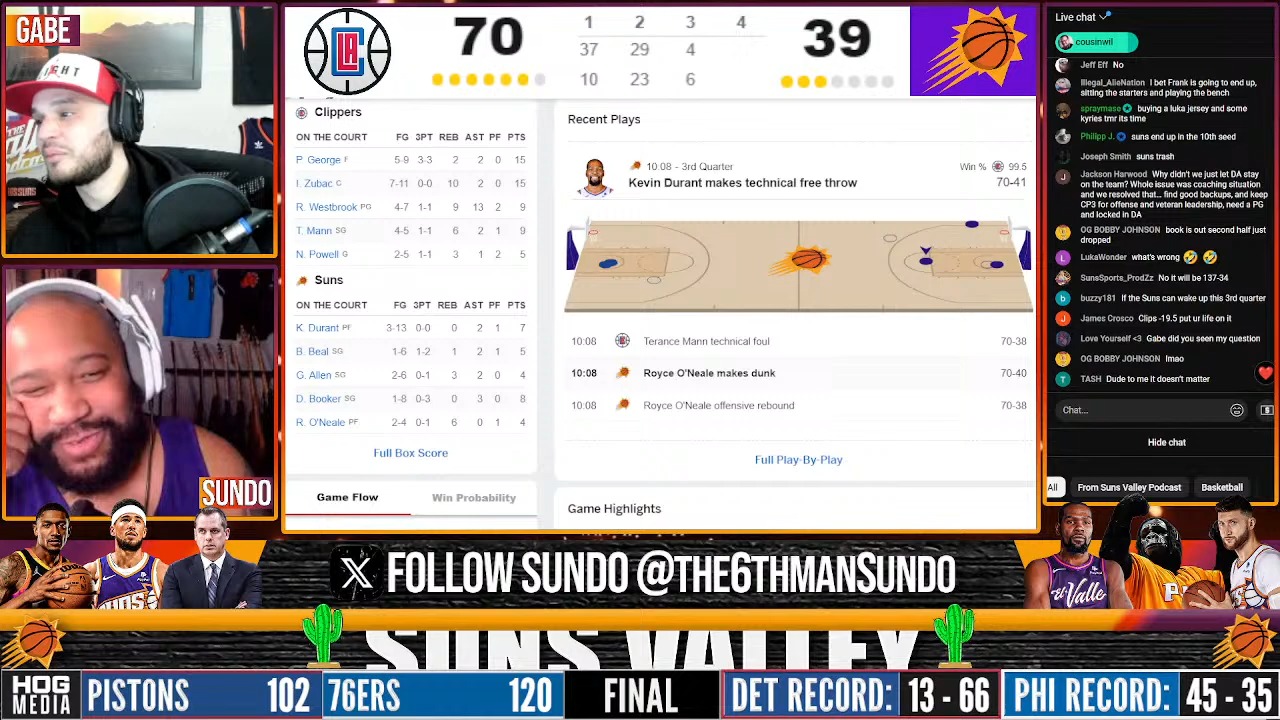 GABE
70
1 2 3 4
37 29 4
10 23 6
39
Clippers
ON THE COURT FG 3PT REB AST PF PTS
P. George F 5-9 3-3 2 2 0 15
I. Zubac C 7-11 0-0 10 2 0 15
R. Westbrook PG 4-7 1-1 9 13 2 9
T. Mann SG 4-5 1-1 6 2 1 9
N. Powell G 2-5 1-1 3 1 2 5
Suns
ON THE COURT FG 3PT REB AST PF PTS
K. Durant PF 3-13 0-0 0 2 1 7
B. Beal SG 1-6 1-2 1 2 1 5
G. Allen SG 2-6 0-1 3 2 0 4
D. Booker SG 1-8 0-3 0 3 0 8
R. O'Neale PF 2-4 0-1 6 0 1 4
Full Box Score
Game Flow Win Probability
Recent Plays
10:08 - 3rd Quarter Win % 99.5
Kevin Durant makes technical free throw 70-41
10:08 Terance Mann technical foul 70-38
10:08 Royce O'Neale makes dunk 70-40
10:08 Royce O'Neale offensive rebound 70-38
Full Play-By-Play
Game Highlights
Live chat
cousinwil
Jeff Eff No
Illegal_AlieNation I bet Frank is going to end up,
sitting the starters and playing the bench
spraymase buying a luka jersey and some
kyries tmr its time
Philipp J. suns end up in the 10th seed
Joseph Smith suns trash
Jackson Harwood Why didn't we just let DA stay
on the team? Whole issue was coaching situation
and we resolved that... find good backups, and keep
CP3 for offense and veteran leadership, need a PG
and locked in DA
OG BOBBY JOHNSON book is out second half just
dropped
LukaWonder what's wrong 🤣 🤣
SunsSports_ProdZz No it will be 137-34
buzzy181 If the Suns can wake up this 3rd quarter
James Crosco Clips -19.5 put ur life on it
Love Yourself <3 Gabe did you seen my question
OG BOBBY JOHNSON lmao
TASH Dude to me it doesn't matter
Chat...
Hide chat
All From Suns Valley Podcast Basketball
SUNDO
X FOLLOW SUNDO @THE6THMANSUNDO
SUNS VALLEY
HOG
MEDIA
PISTONS 102 76ERS 120 FINAL DET RECORD: 13 - 66 PHI RECORD: 45 - 35